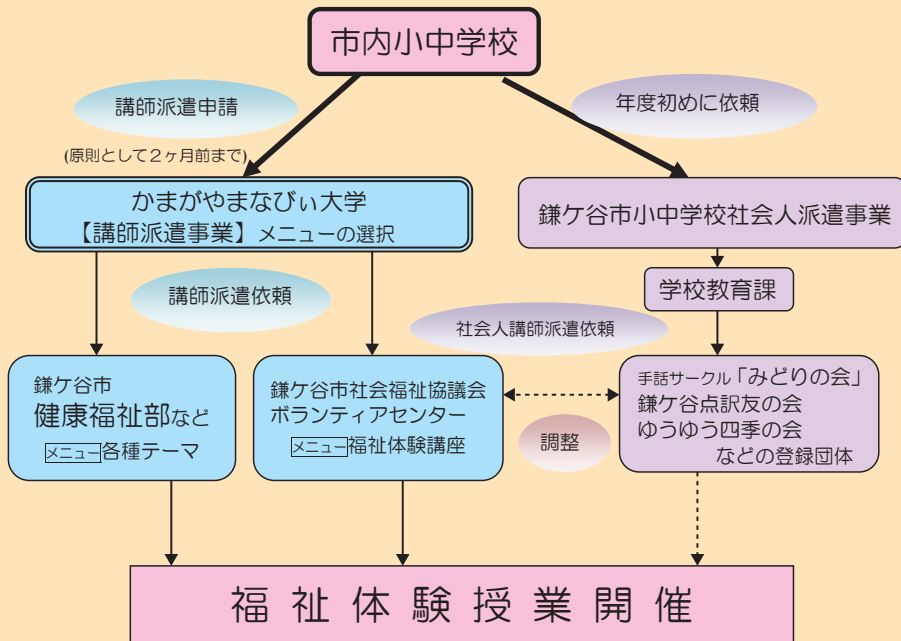 市内小中学校
講師派遣申請
年度初めに依頼
(原則として２ヶ月前まで)
かまがやまなびぃ大学
【講師派遣事業】メニューの選択
鎌ケ谷市小中学校社会人派遣事業
学校教育課
講師派遣依頼
社会人講師派遣依頼
鎌ケ谷市
健康福祉部など
メニュー各種テーマ
鎌ケ谷市社会福祉協議会
ボランティアセンター
メニュー福祉体験講座
調整
手話サークル「みどりの会」
鎌ケ谷点訳友の会
ゆうゆう四季の会
などの登録団体
福祉体験授業開催